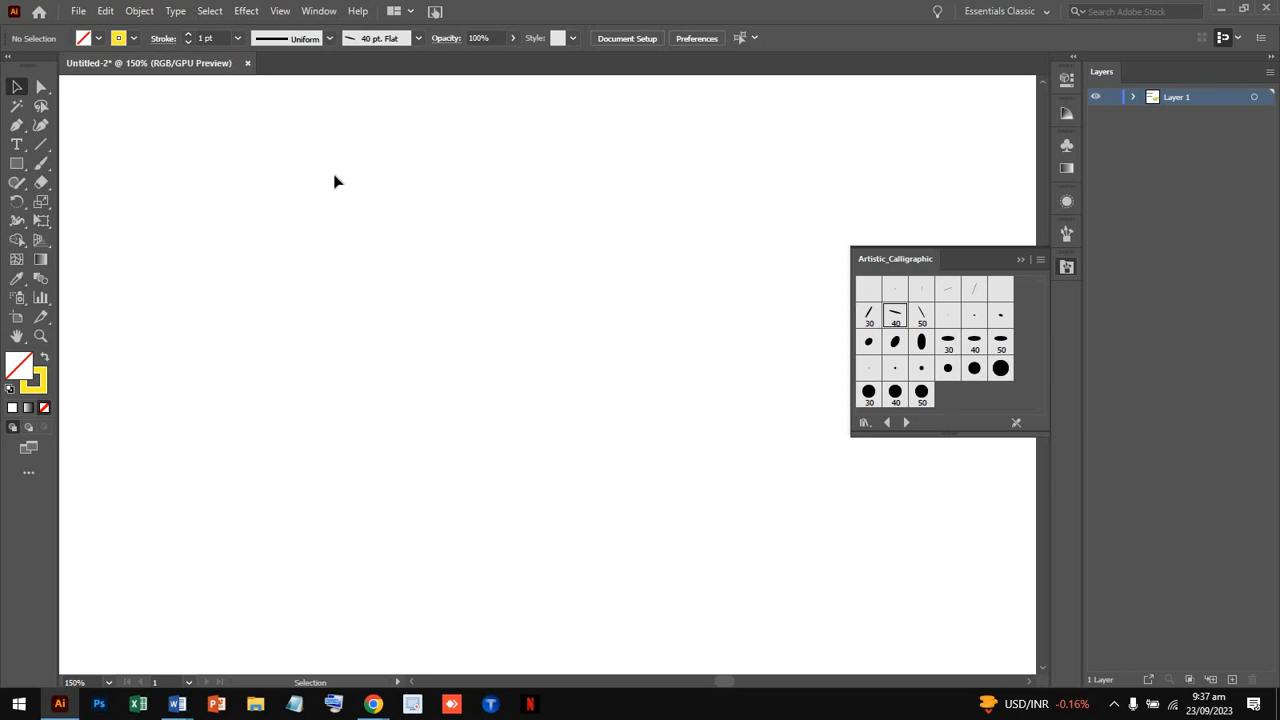 Ai File Edit Object Type Select Effect View Window Help Essentials Classic Search Adobe Stock
No Selection Stroke: 1 pt Uniform 40 pt. Flat Opacity: 100% Style: Document Setup Preferences
Untitled-2* @ 150% (RGB/GPU Preview)
Layers
Layer 1
Artistic_Calligraphic
30 40 50
30 40 50
30 40 50
150% 1 Selection 1 Layer
Ai Ps USD/INR -0.16% 9:37 am
23/09/2023